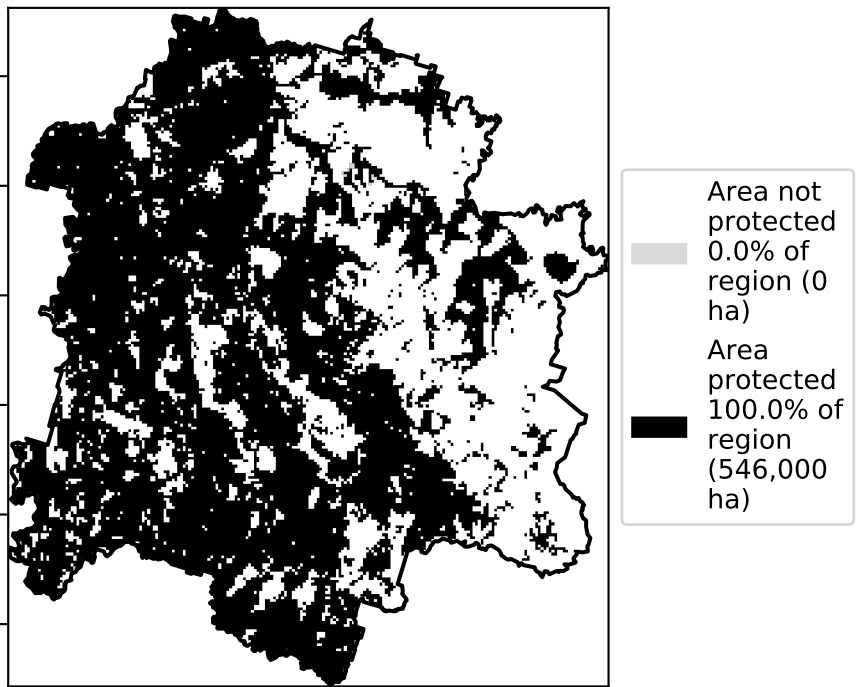 Area not
protected
0.0% of
region (0
ha)
Area
protected
100.0% of
region
(546,000
ha)